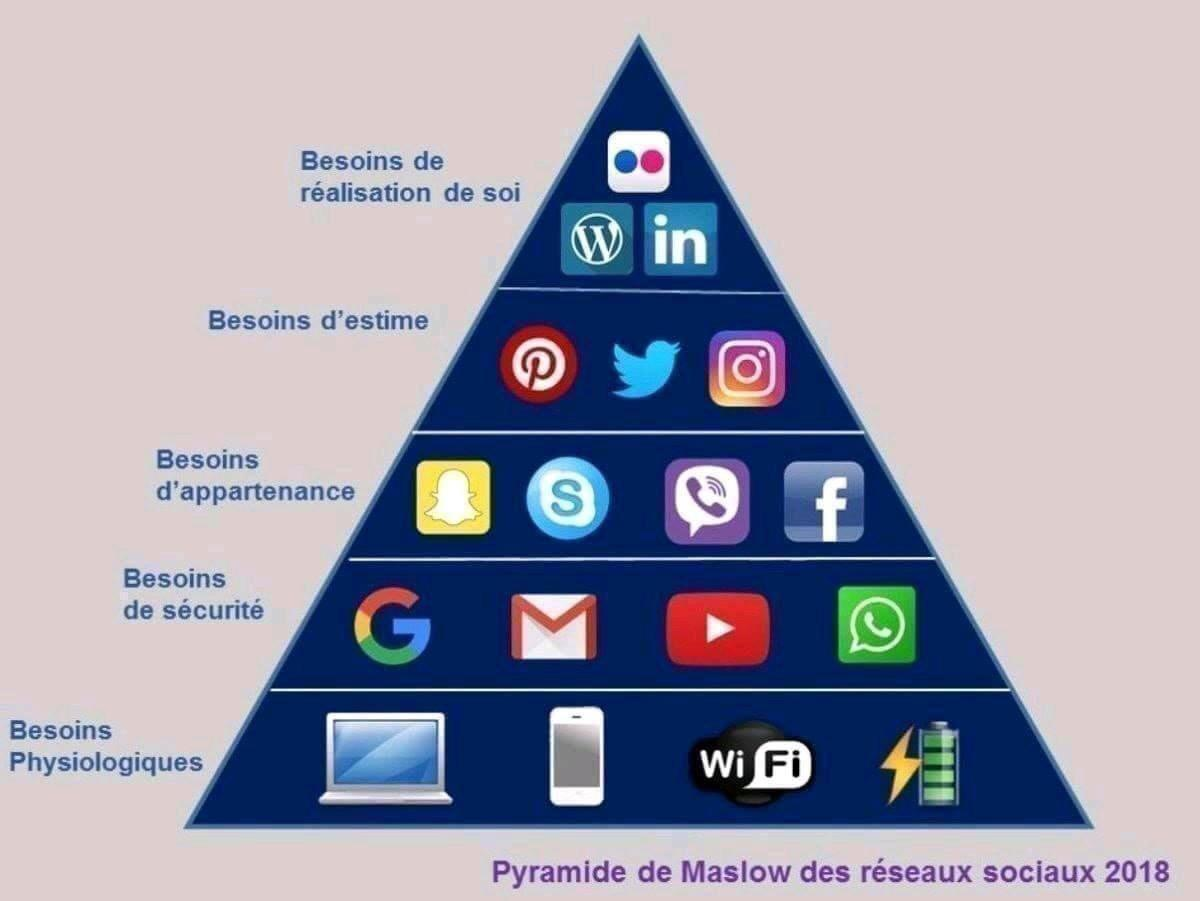 Besoins de
réalisation de soi
in
Besoins d’estime
Besoins
d’appartenance
S
f
Besoins
de sécurité
G
Besoins
Physiologiques
Wi Fi
Pyramide de Maslow des réseaux sociaux 2018